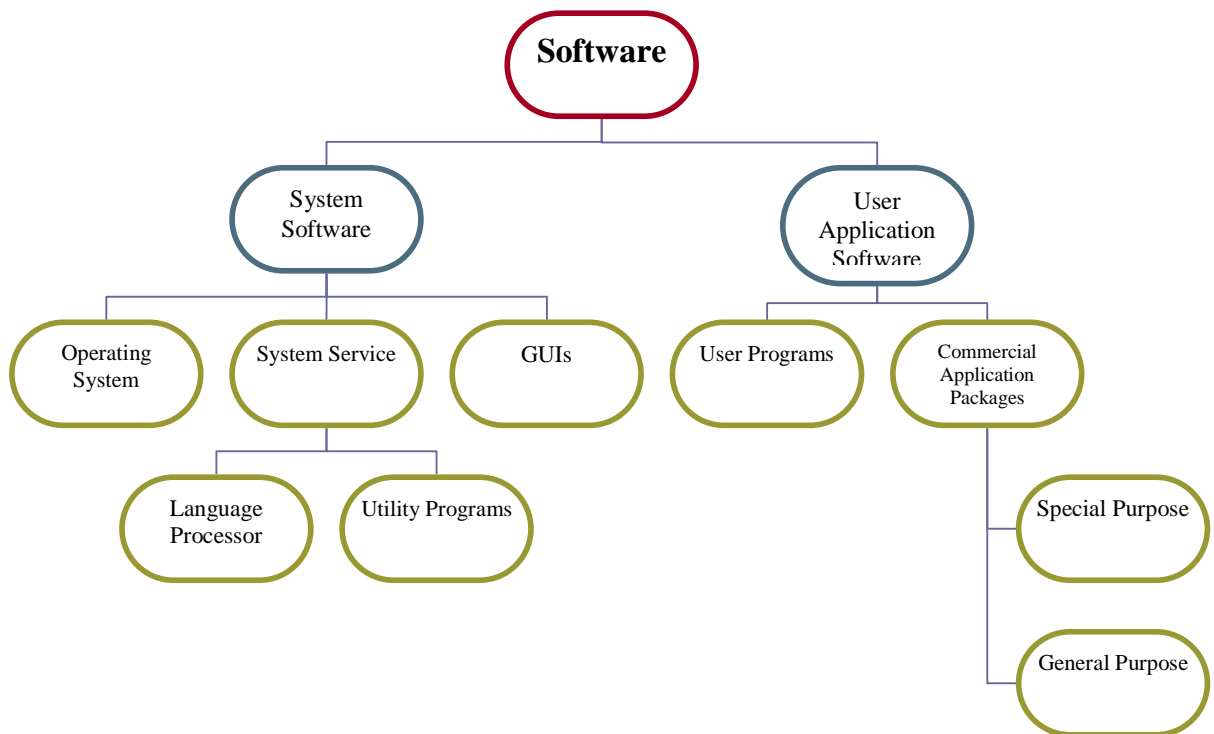 Software
System
Software
User
Application
Software
Operating
System
System Service
GUIs
User Programs
Commercial
Application
Packages
Language
Processor
Utility Programs
Special Purpose
General Purpose